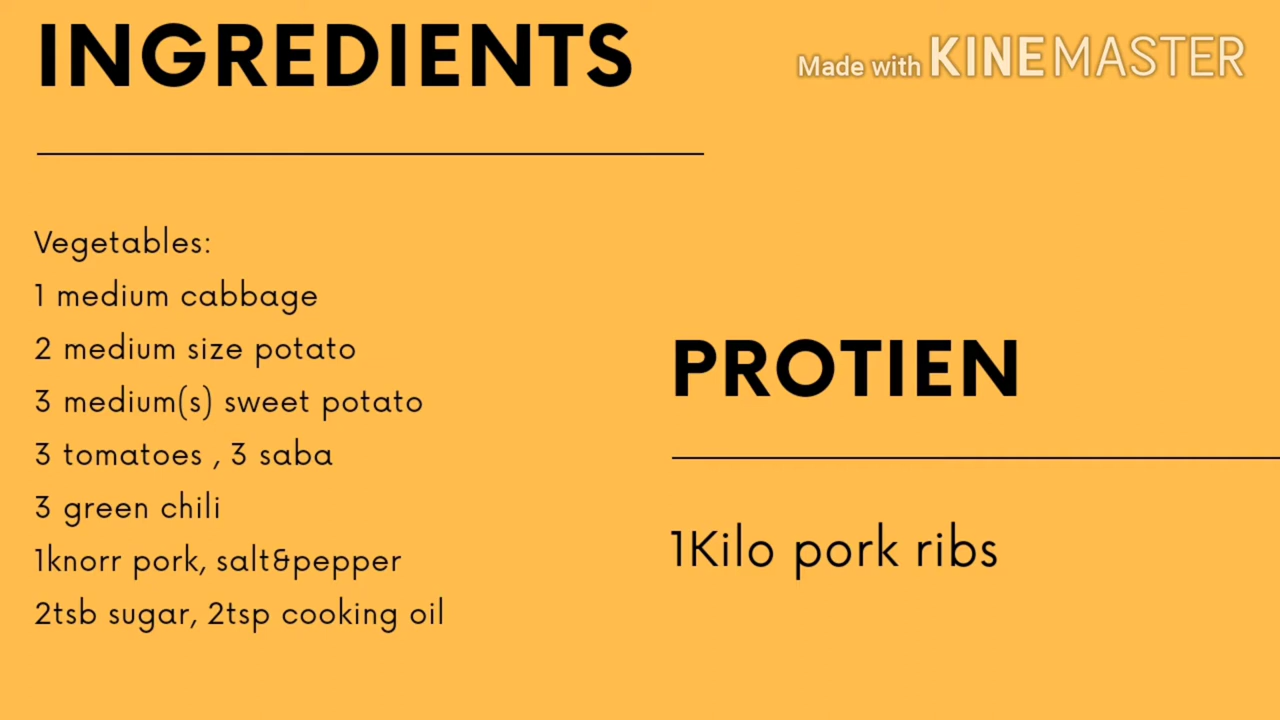 INGREDIENTS
Made with KINEMASTER
Vegetables:
1 medium cabbage
2 medium size potato
3 medium(s) sweet potato
3 tomatoes , 3 saba
3 green chili
1knorr pork, salt&pepper
2tsb sugar, 2tsp cooking oil
PROTIEN
1Kilo pork ribs